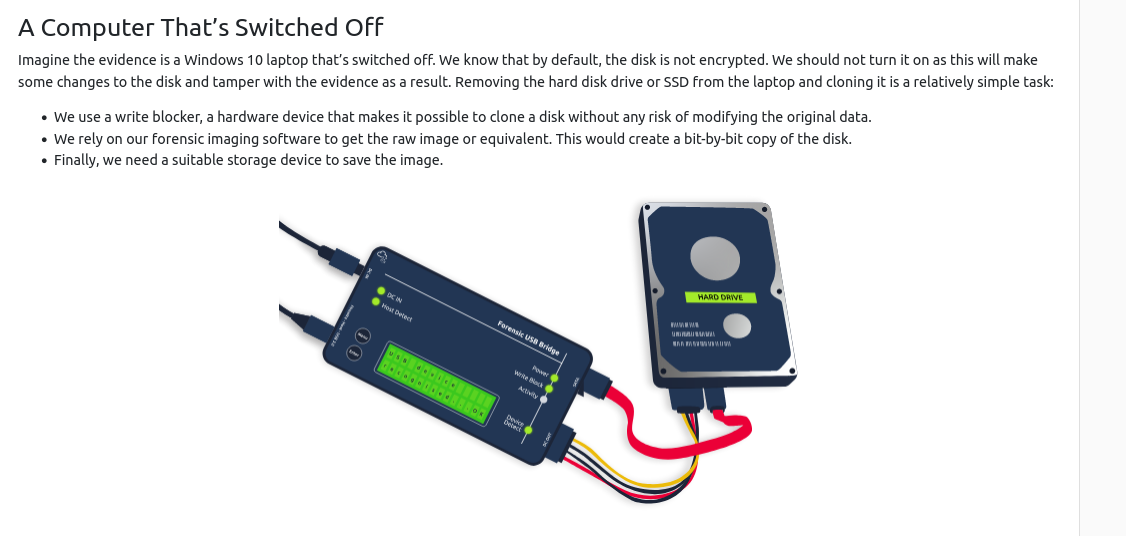 A Computer That’s Switched Off
Imagine the evidence is a Windows 10 laptop that’s switched off. We know that by default, the disk is not encrypted. We should not turn it on as this will make
some changes to the disk and tamper with the evidence as a result. Removing the hard disk drive or SSD from the laptop and cloning it is a relatively simple task:
• We use a write blocker, a hardware device that makes it possible to clone a disk without any risk of modifying the original data.
• We rely on our forensic imaging software to get the raw image or equivalent. This would create a bit-by-bit copy of the disk.
• Finally, we need a suitable storage device to save the image.
DC IN
DC IN
Host Detect
Forensic USB Bridge
Power
Write Block
Activity
Device
Detect
DC OUT
HARD DRIVE